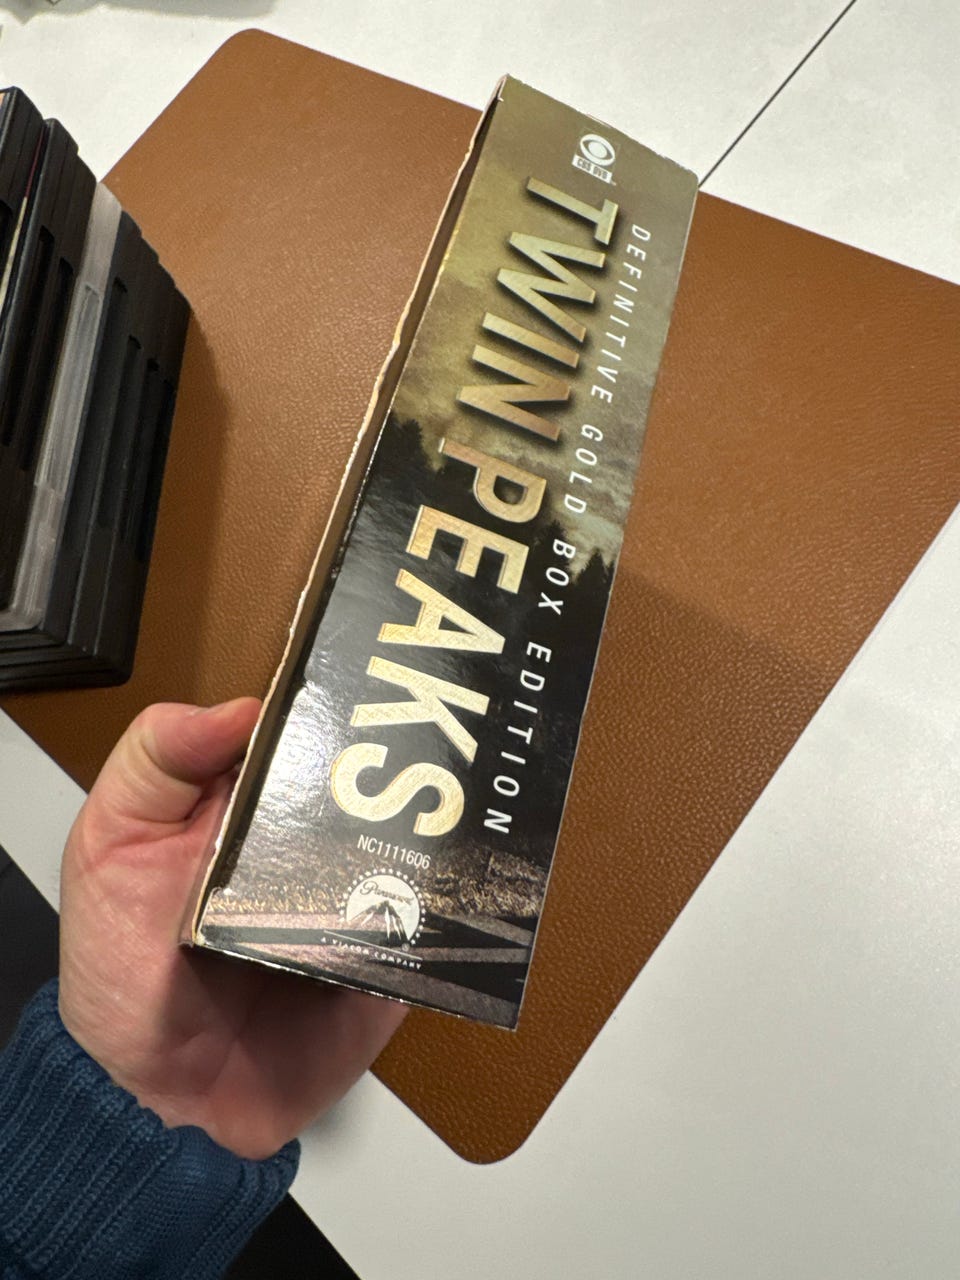 CBS DVD
DEFINITIVE GOLD BOX EDITION
TWIN PEAKS
NC1111606
Paramount
®
A VIACOM COMPANY